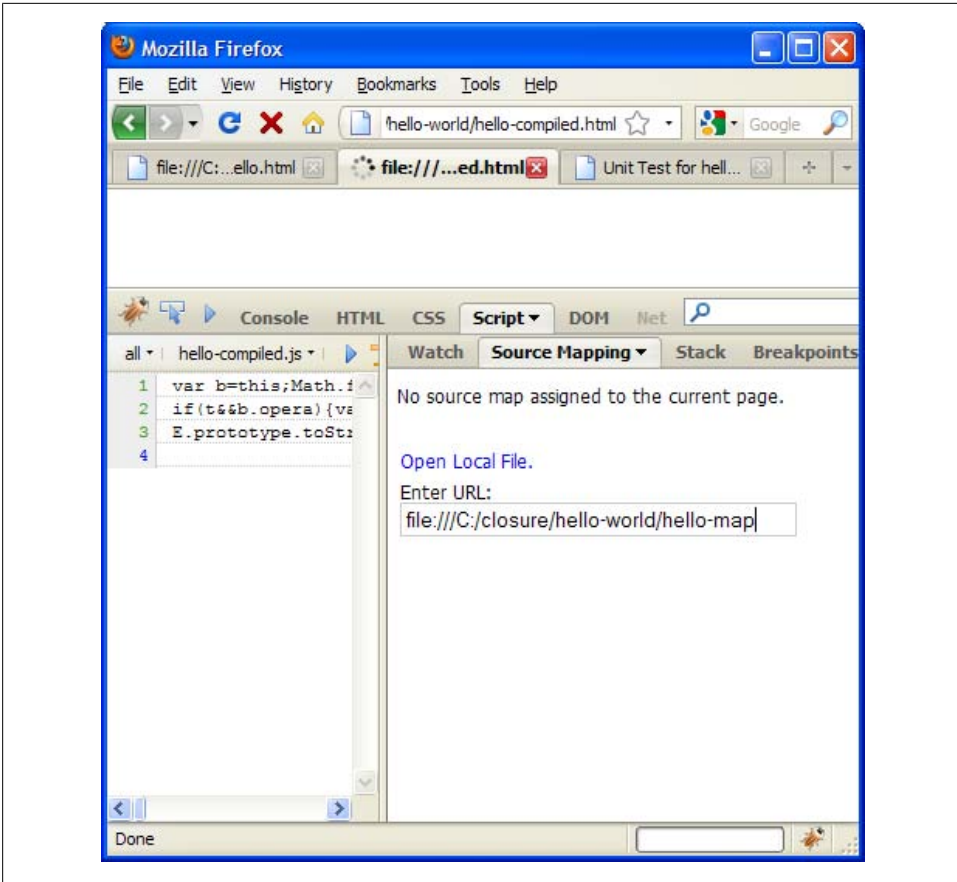 Mozilla Firefox
File Edit View History Bookmarks Tools Help
/hello-world/hello-compiled.html Google
file:///C:...ello.html file:///...ed.html Unit Test for hell...
Console HTML CSS Script DOM Net
all hello-compiled.js Watch Source Mapping Stack Breakpoints
1 var b=this;Math.f
2 if(t&&b.opera){va
3 E.prototype.toStr
4
No source map assigned to the current page.
Open Local File.
Enter URL:
file:///C:/closure/hello-world/hello-map
Done